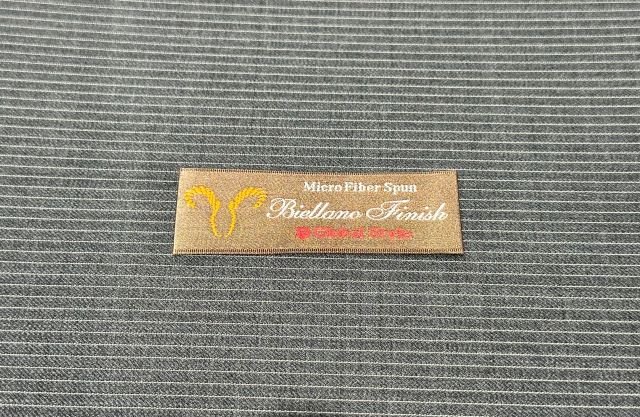 Micro Fiber Spun
Biellano Finish
Global Style